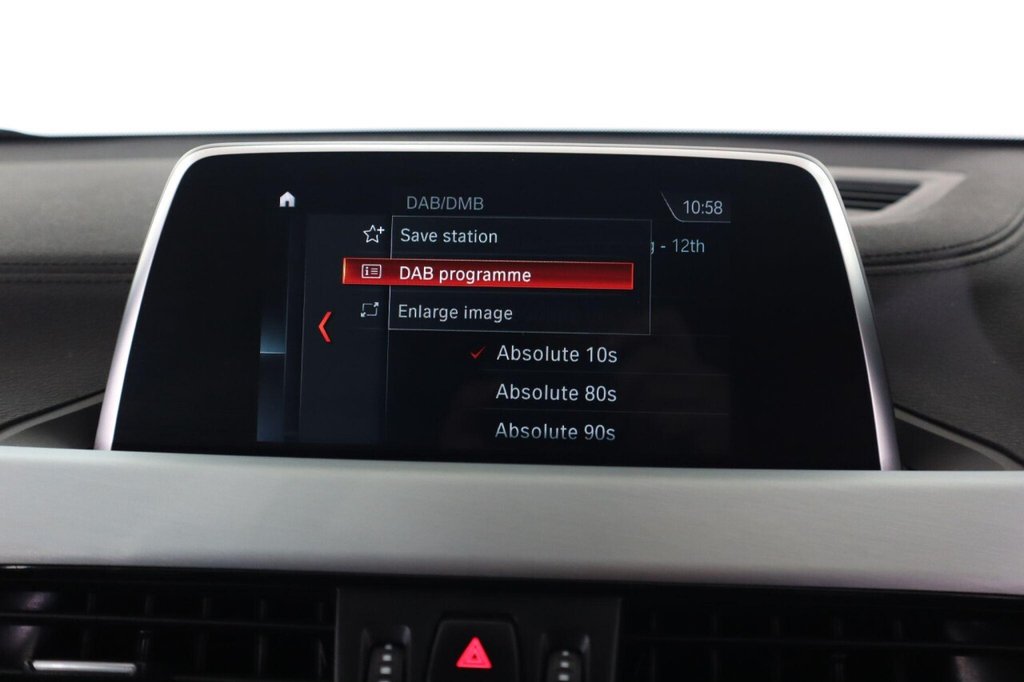 DAB/DMB
10:58
Save station
- 12th
DAB programme
Enlarge image
Absolute 10s
Absolute 80s
Absolute 90s